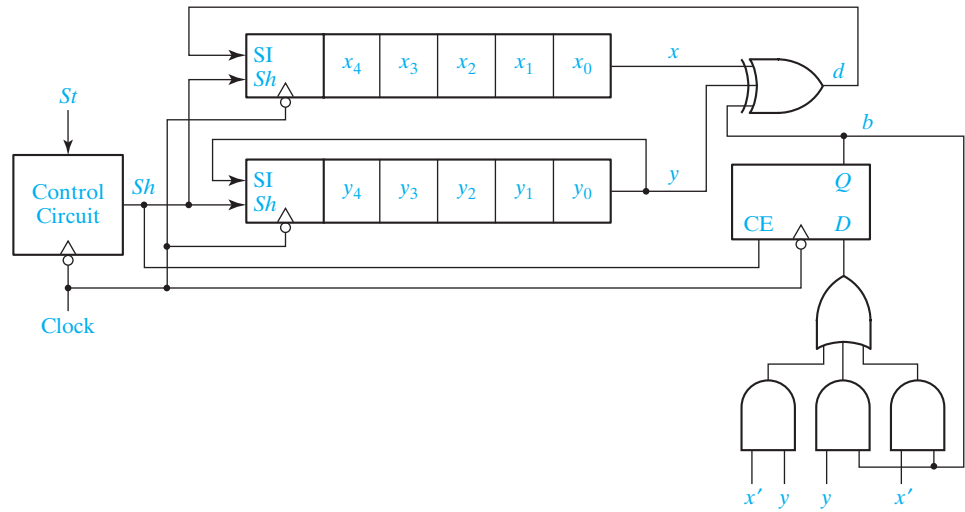 x
d
SI
x4 x3 x2 x1 x0
Sh
St
b
Control
Circuit
Sh
SI
y4 y3 y2 y1 y0
Sh
y
Q
CE D
Clock
x′ y y x′